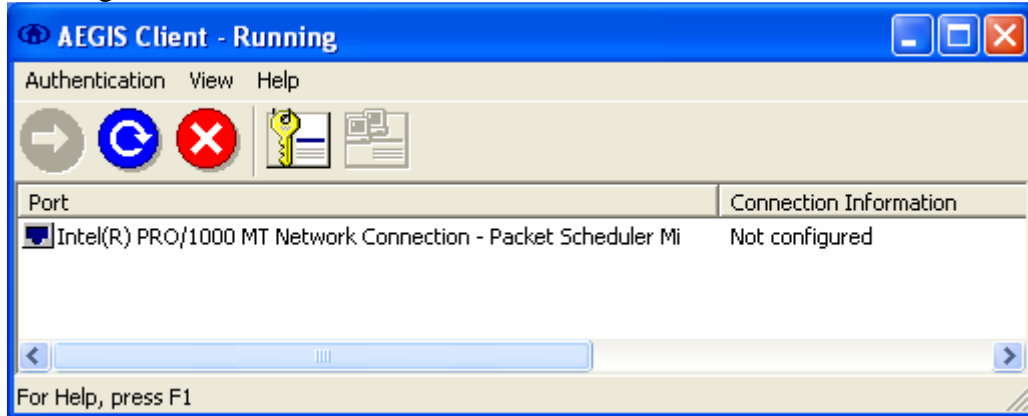 AEGIS Client - Running
Authentication View Help
Port Connection Information
Intel(R) PRO/1000 MT Network Connection - Packet Scheduler Mi Not configured
For Help, press F1